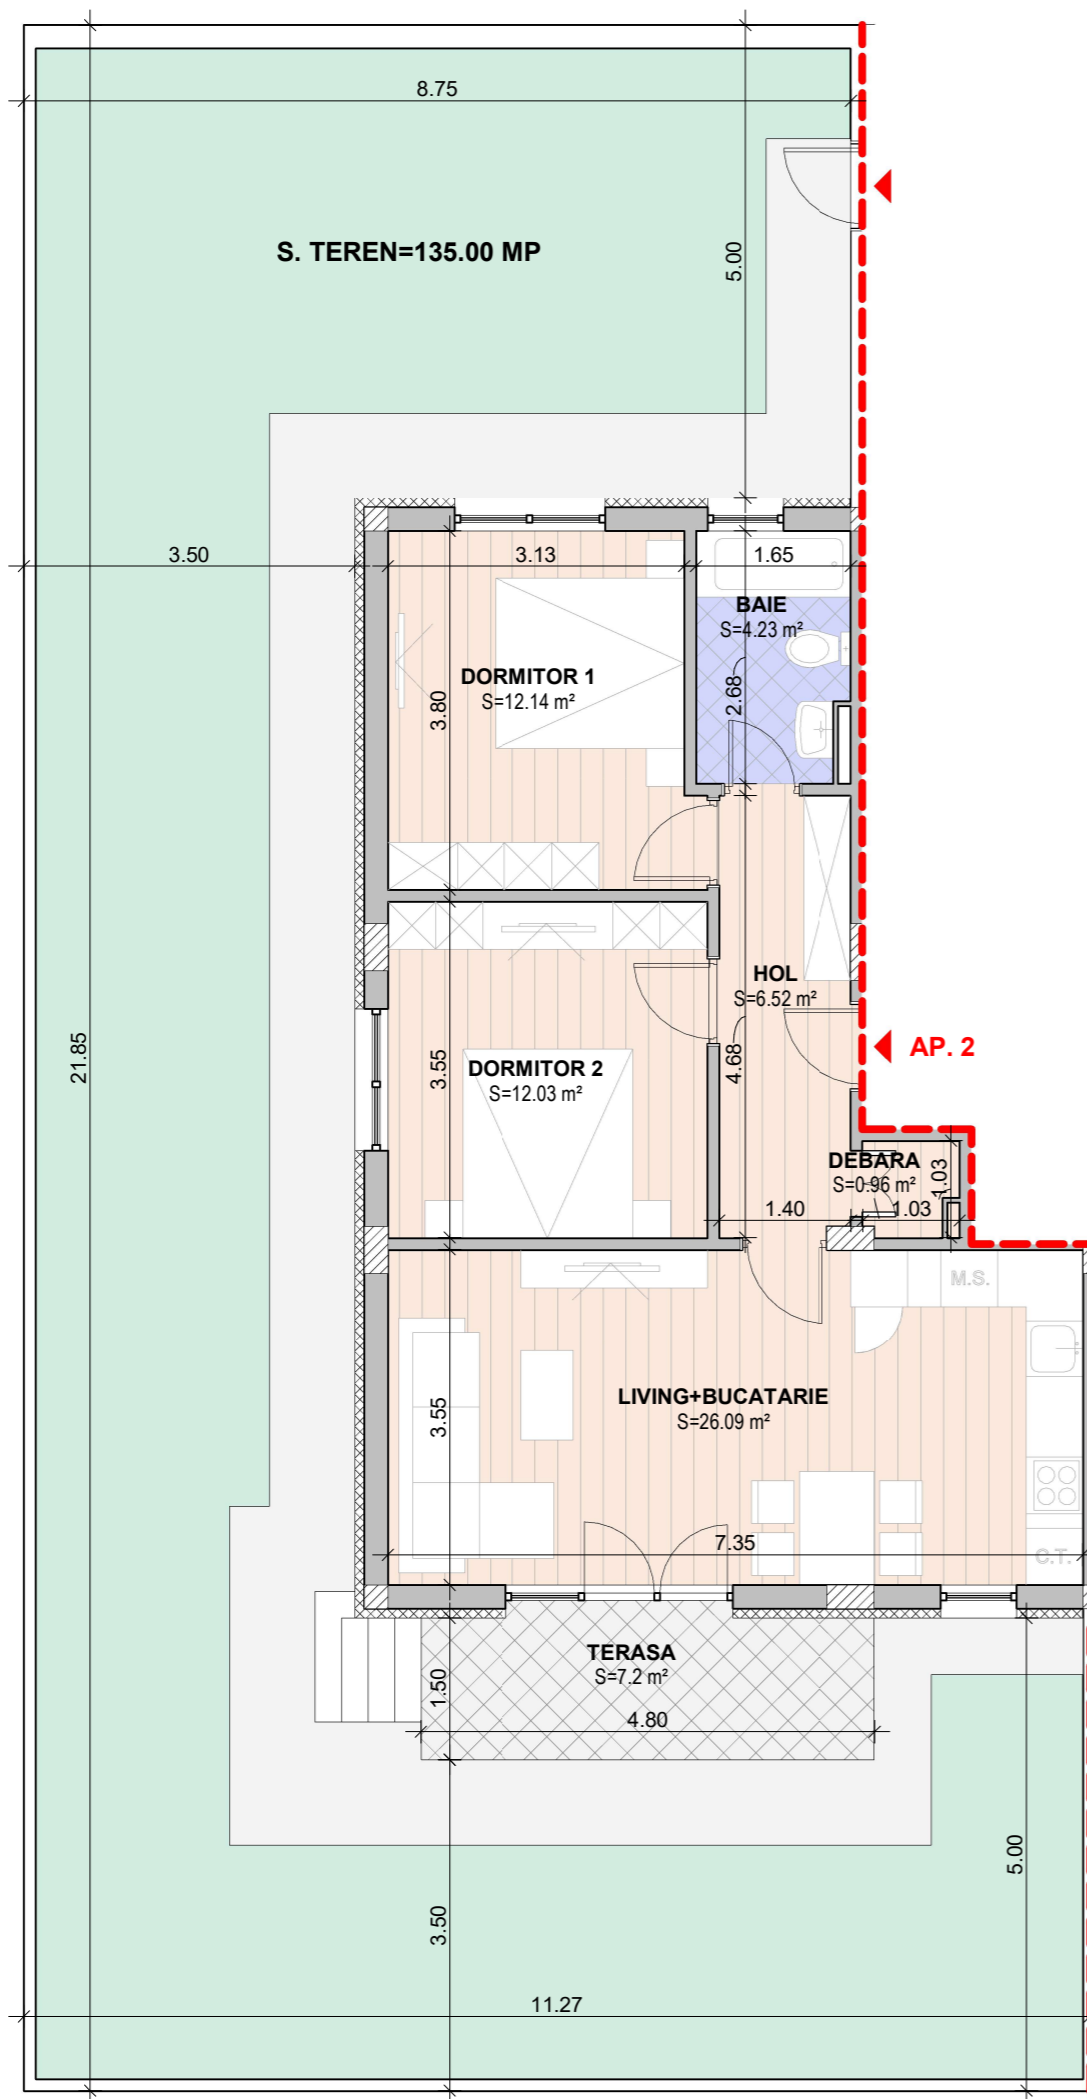 8.75
S. TEREN=135.00 MP
5.00
3.50
3.13
1.65
BAIE
S=4.23 m²
DORMITOR 1
S=12.14 m²
2.68
3.80
HOL
S=6.52 m²
21.85
3.55
4.68
AP. 2
DORMITOR 2
S=12.03 m²
DEBARA
S=0.96 m²
1.03
1.40
1.03
M.S.
LIVING+BUCATARIE
S=26.09 m²
3.55
7.35
C.T.
TERASA
S=7.2 m²
1.50
4.80
5.00
3.50
11.27